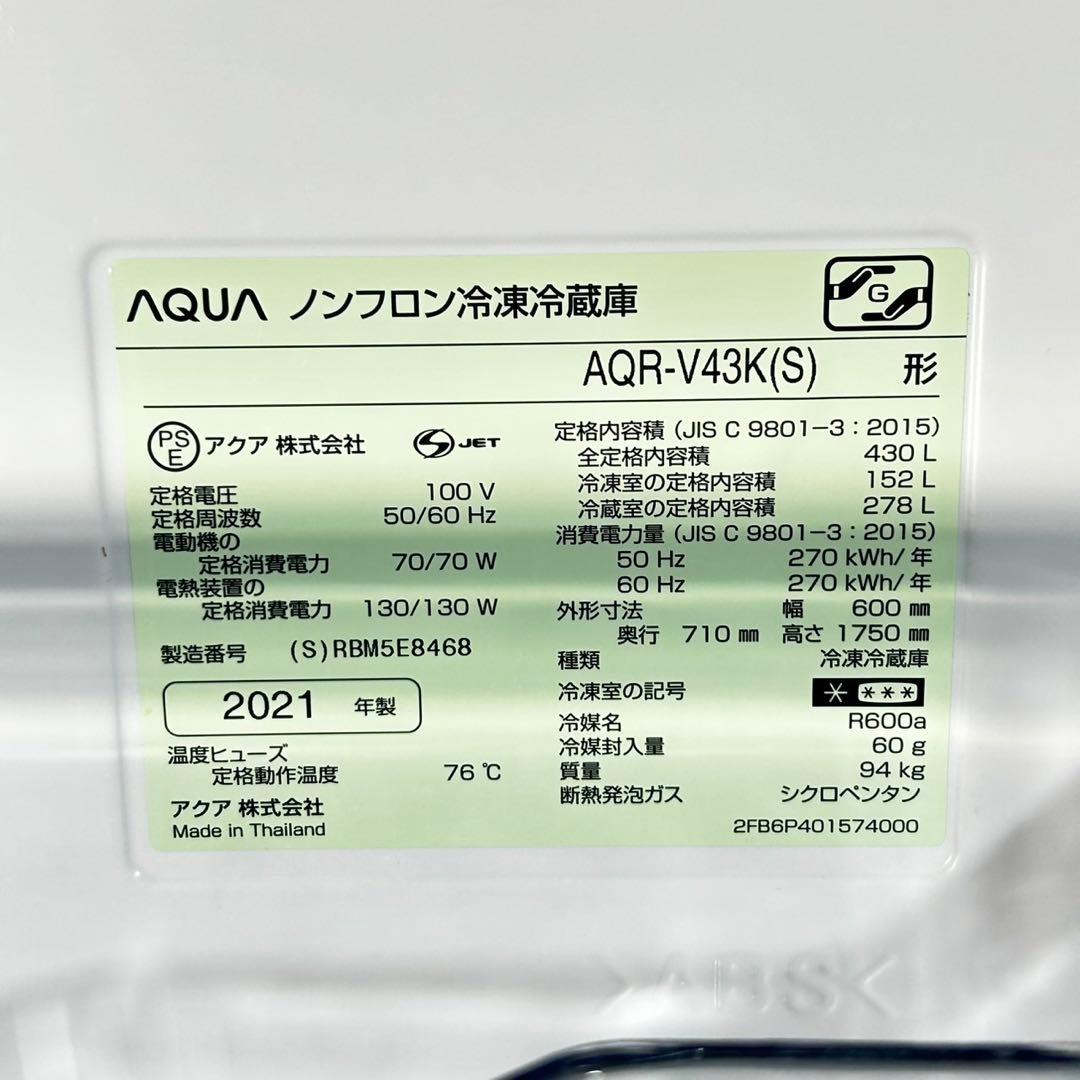 AQUA ノンフロン冷凍冷蔵庫
G
AQR-V43K(S) 形
PS E アクア 株式会社 S JET
定格電圧 100 V
定格周波数 50/60 Hz
電動機の
定格消費電力 70/70 W
電熱装置の
定格消費電力 130/130 W
製造番号 (S)RBM5E8468
2021 年製
温度ヒューズ
定格動作温度 76 ℃
アクア 株式会社
Made in Thailand
定格内容積 (JIS C 9801-3:2015)
全定格内容積 430 L
冷凍室の定格内容積 152 L
冷蔵室の定格内容積 278 L
消費電力量 (JIS C 9801-3:2015)
50 Hz 270 kWh/年
60 Hz 270 kWh/年
外形寸法 幅 600 ㎜
奥行 710 ㎜ 高さ 1750 ㎜
種類 冷凍冷蔵庫
冷凍室の記号 * ***
冷媒名 R600a
冷媒封入量 60 g
質量 94 kg
断熱発泡ガス シクロペンタン
2FB6P401574000
>ABS<